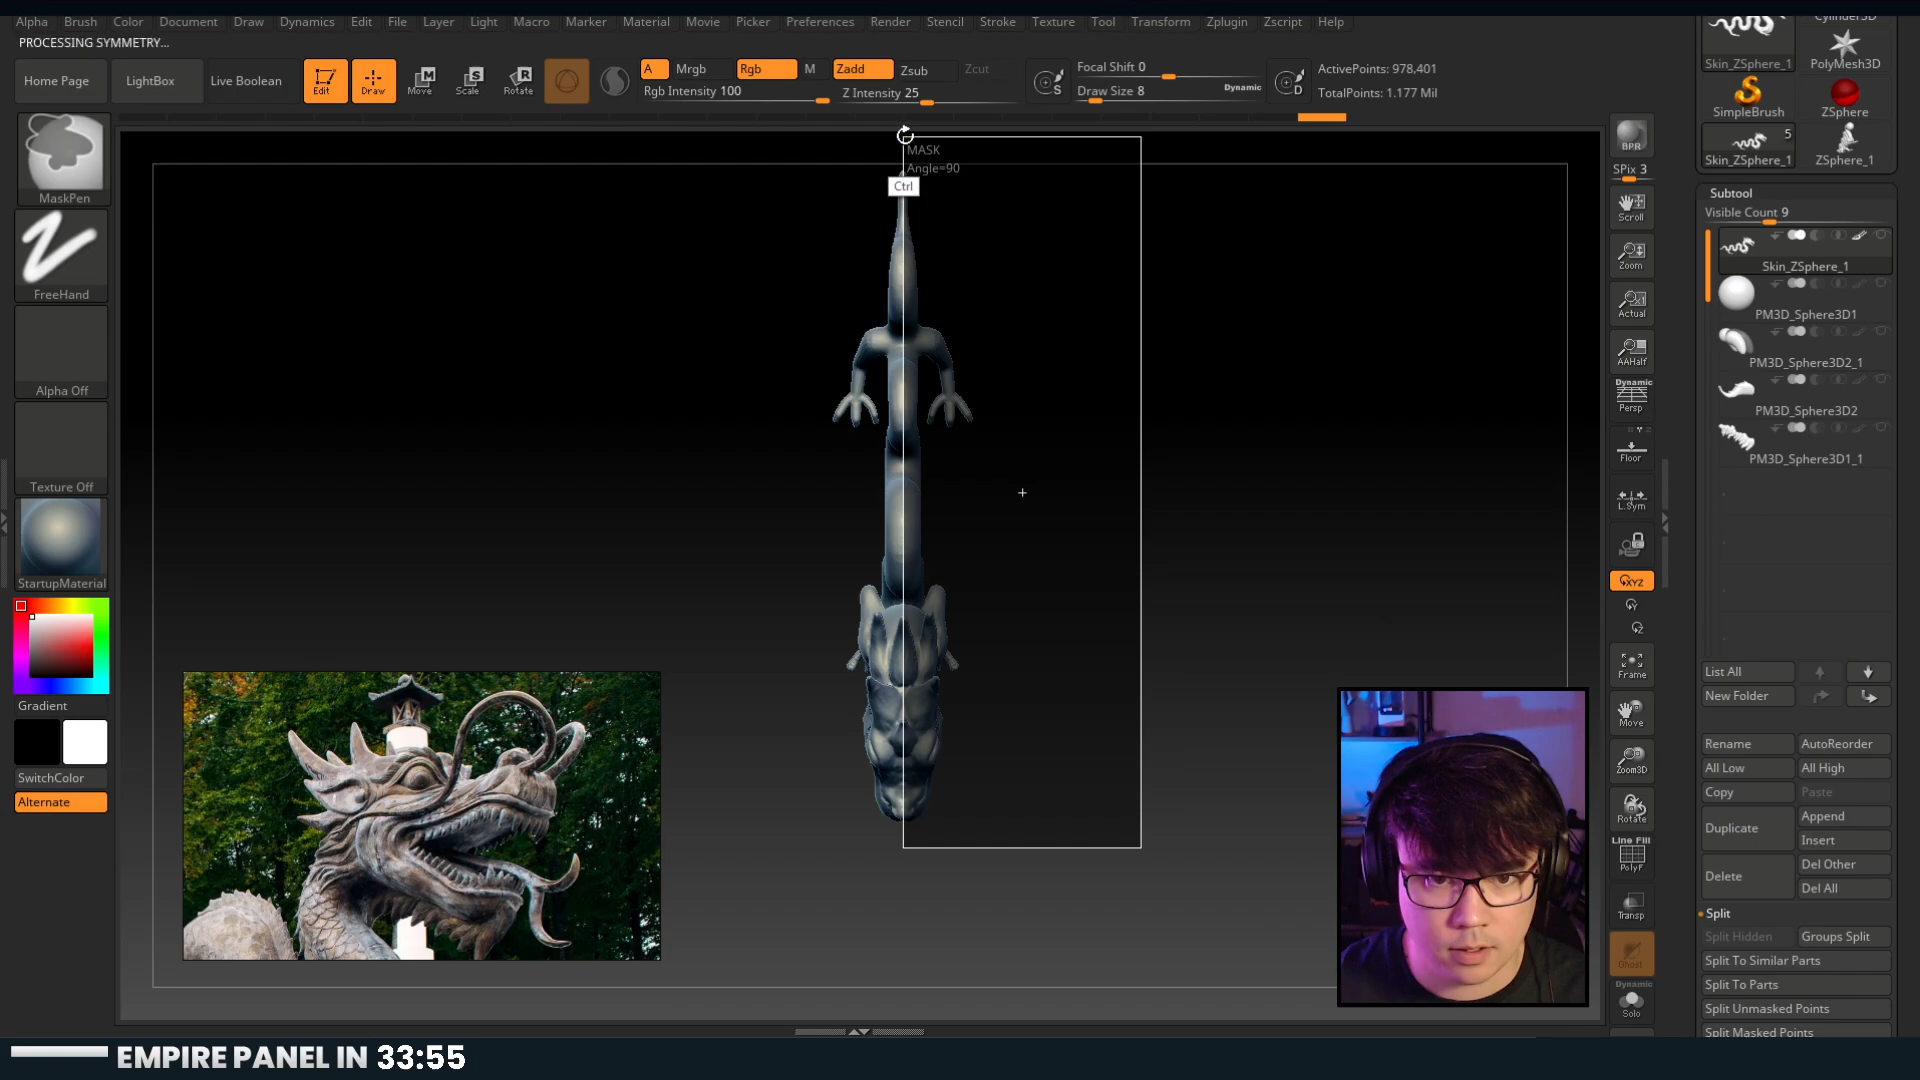 Alpha Brush Color Document Draw Dynamics Edit File Layer Light Macro Marker Material Movie Picker Preferences Render Stencil Stroke Texture Tool Transform Zplugin Zscript Help
PROCESSING SYMMETRY...
Home Page LightBox Live Boolean Edit Draw Move Scale Rotate
A Mrgb Rgb M Zadd Zsub Zcut
Rgb Intensity 100 Z Intensity 25
Focal Shift 0
Draw Size 8 Dynamic
ActivePoints: 978,401
TotalPoints: 1.177 Mil
MaskPen
FreeHand
Alpha Off
Texture Off
StartupMaterial
Gradient
SwitchColor
Alternate
MASK
Angle=90
Ctrl
BPR
SPix 3
Scroll
Zoom
Actual
AAHalf
Dynamic
Persp
Floor
L.Sym
XYZ
Frame
Move
Zoom3D
Rotate
Line Fill
PolyF
Transp
Ghost
Dynamic
Solo
Cylinder3D
Skin_ZSphere_1 PolyMesh3D
SimpleBrush ZSphere
5
Skin_ZSphere_1 ZSphere_1
Subtool
Visible Count 9
Skin_ZSphere_1
PM3D_Sphere3D1
PM3D_Sphere3D2_1
PM3D_Sphere3D2
PM3D_Sphere3D1_1
List All
New Folder
Rename AutoReorder
All Low All High
Copy Paste
Duplicate Append
Insert
Delete Del Other
Del All
Split
Split Hidden Groups Split
Split To Similar Parts
Split To Parts
Split Unmasked Points
Split Masked Points
EMPIRE PANEL IN 33:55